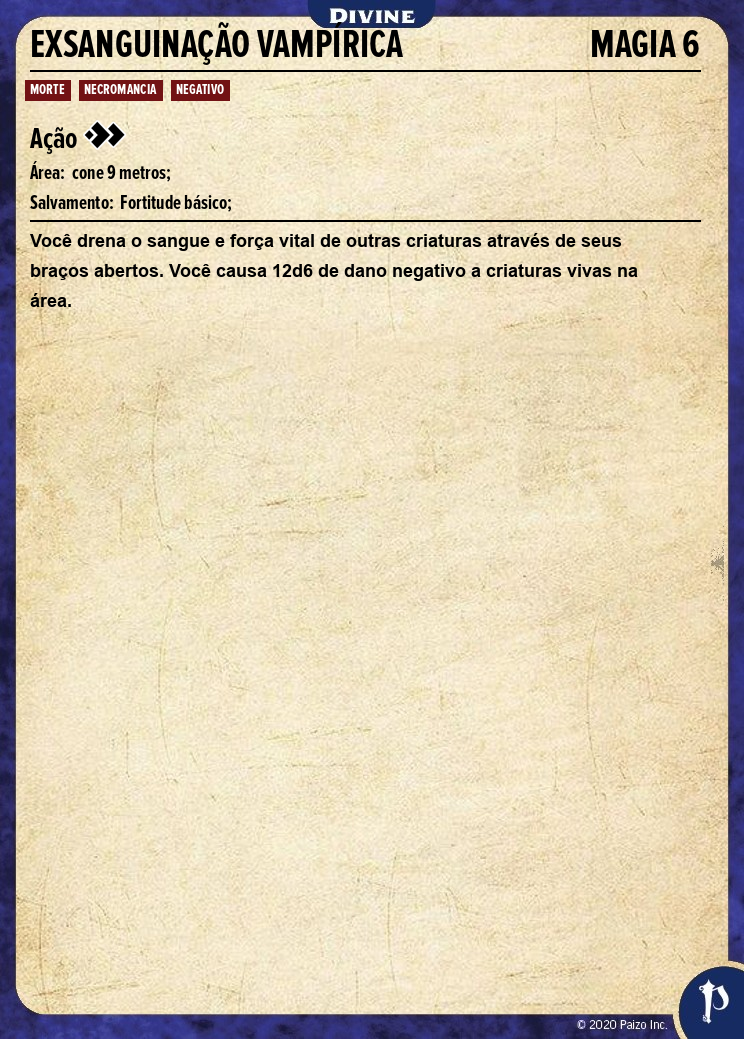 DIVINE
EXSANGUINAÇÃO VAMPÍRICA MAGIA 6
MORTE NECROMANCIA NEGATIVO
Ação
Área: cone 9 metros;
Salvamento: Fortitude básico;
Você drena o sangue e força vital de outras criaturas através de seus
braços abertos. Você causa 12d6 de dano negativo a criaturas vivas na
área.
© 2020 Paizo Inc.